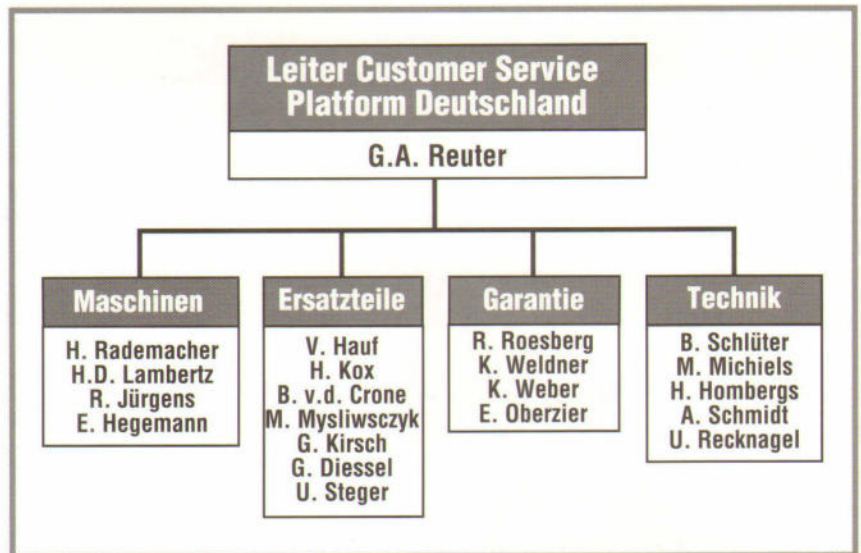 Leiter Customer Service
Platform Deutschland
G.A. Reuter
Maschinen
H. Rademacher
H.D. Lambertz
R. Jürgens
E. Hegemann
Ersatzteile
V. Hauf
H. Kox
B. v.d. Crone
M. Mysliwsczyk
G. Kirsch
G. Diessel
U. Steger
Garantie
R. Roesberg
K. Weldner
K. Weber
E. Oberzier
Technik
B. Schlüter
M. Michiels
H. Hombergs
A. Schmidt
U. Recknagel